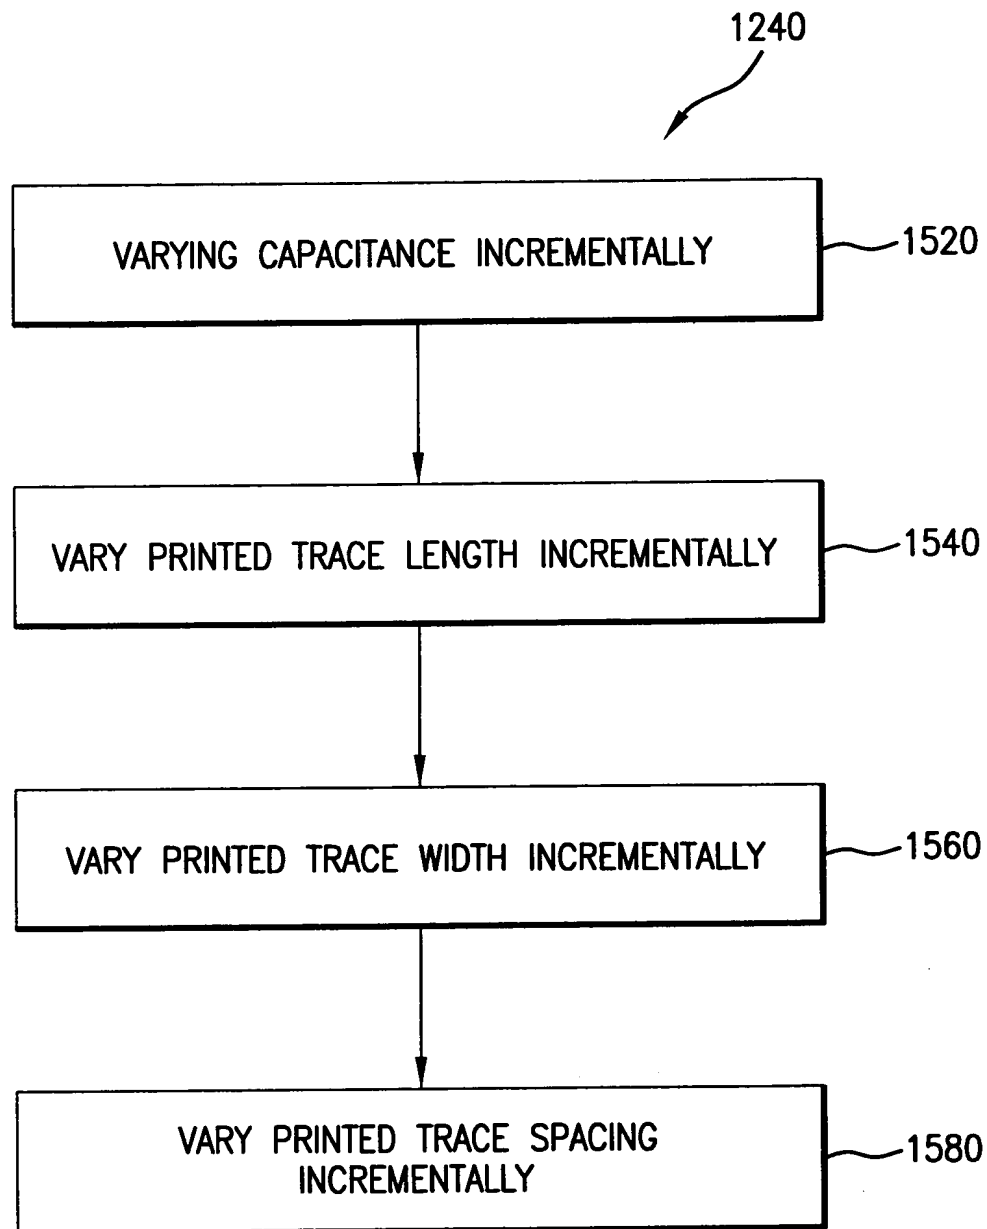 1240
VARYING CAPACITANCE INCREMENTALLY
1520
VARY PRINTED TRACE LENGTH INCREMENTALLY
1540
VARY PRINTED TRACE WIDTH INCREMENTALLY
1560
VARY PRINTED TRACE SPACING
INCREMENTALLY
1580